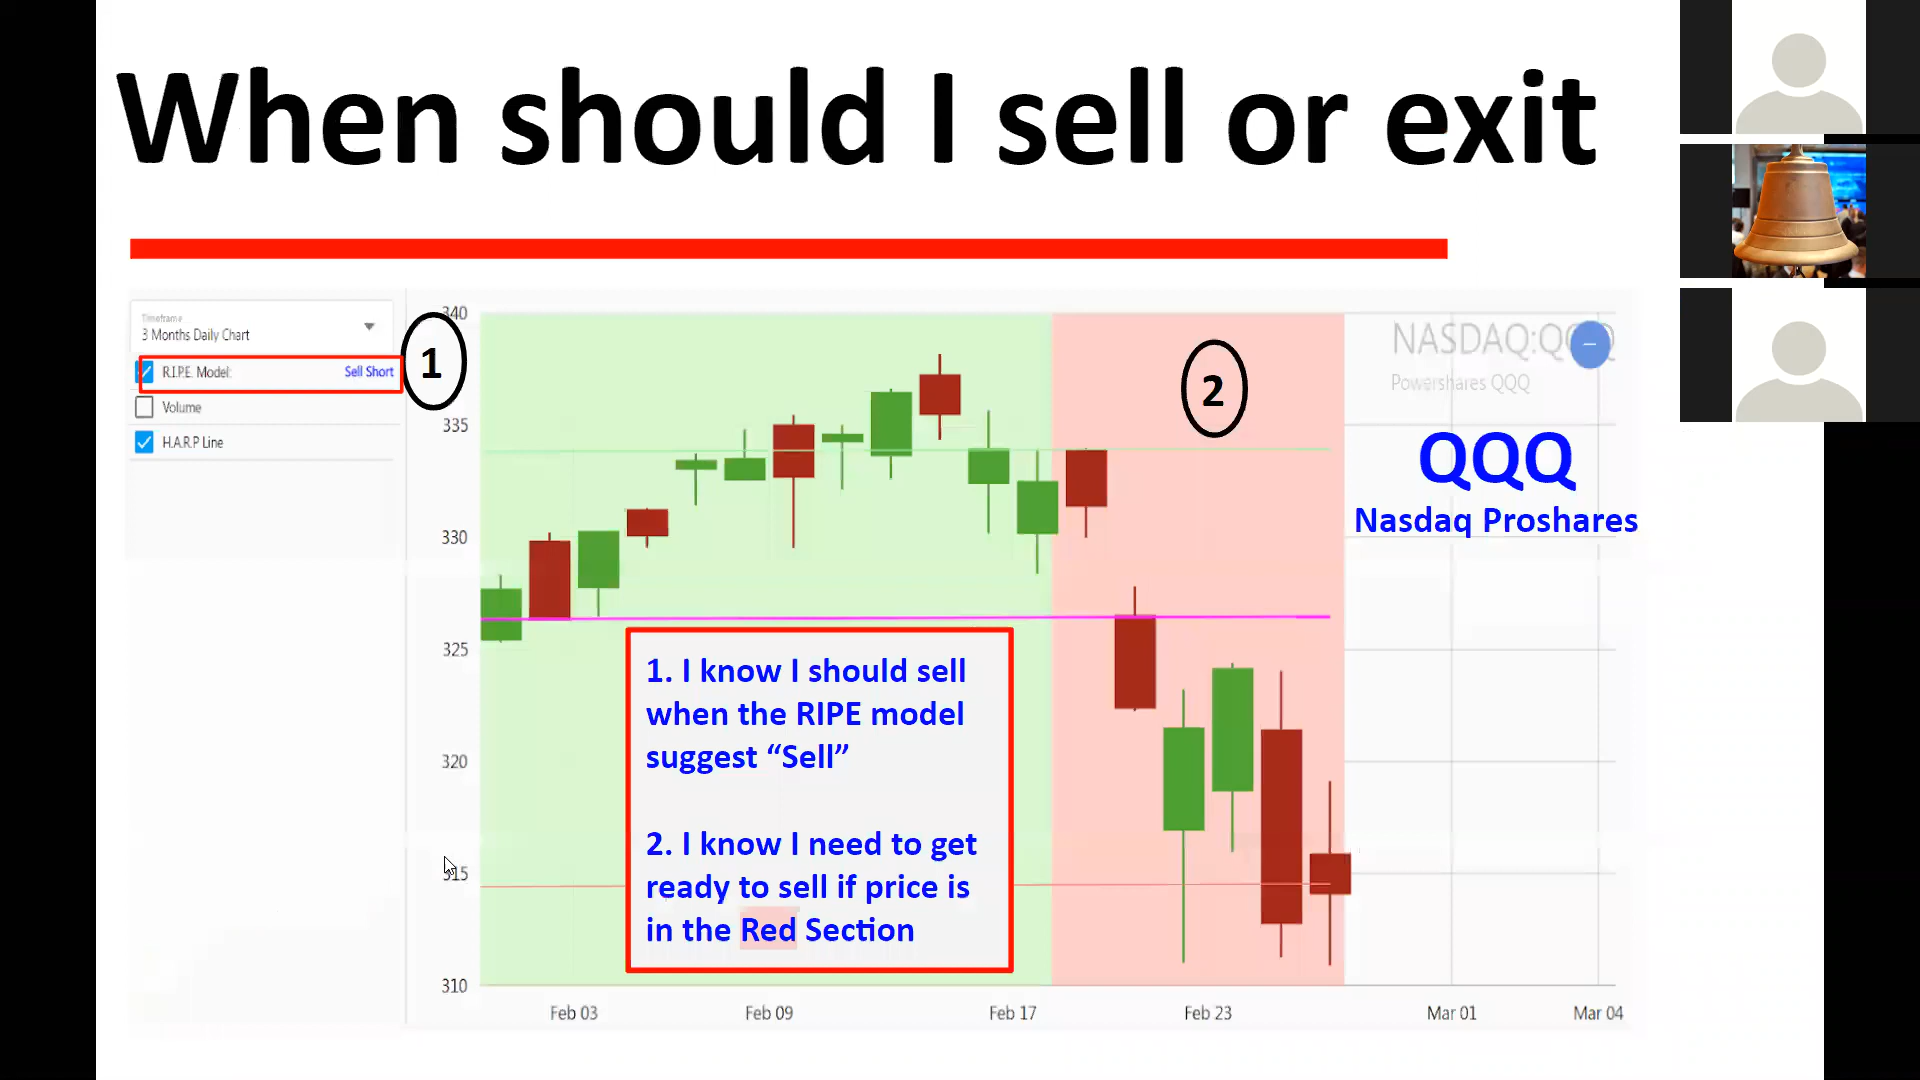 When should I sell or exit
Timeframe
3 Months Daily Chart
R.I.P.E. Model:
Sell Short
Volume
H.A.R.P Line
1
2
340
335
330
325
320
315
310
NASDAQ:QQQ
Powershares QQQ
QQQ
Nasdaq Proshares
1. I know I should sell
when the RIPE model
suggest “Sell”
2. I know I need to get
ready to sell if price is
in the Red Section
Feb 03
Feb 09
Feb 17
Feb 23
Mar 01
Mar 04